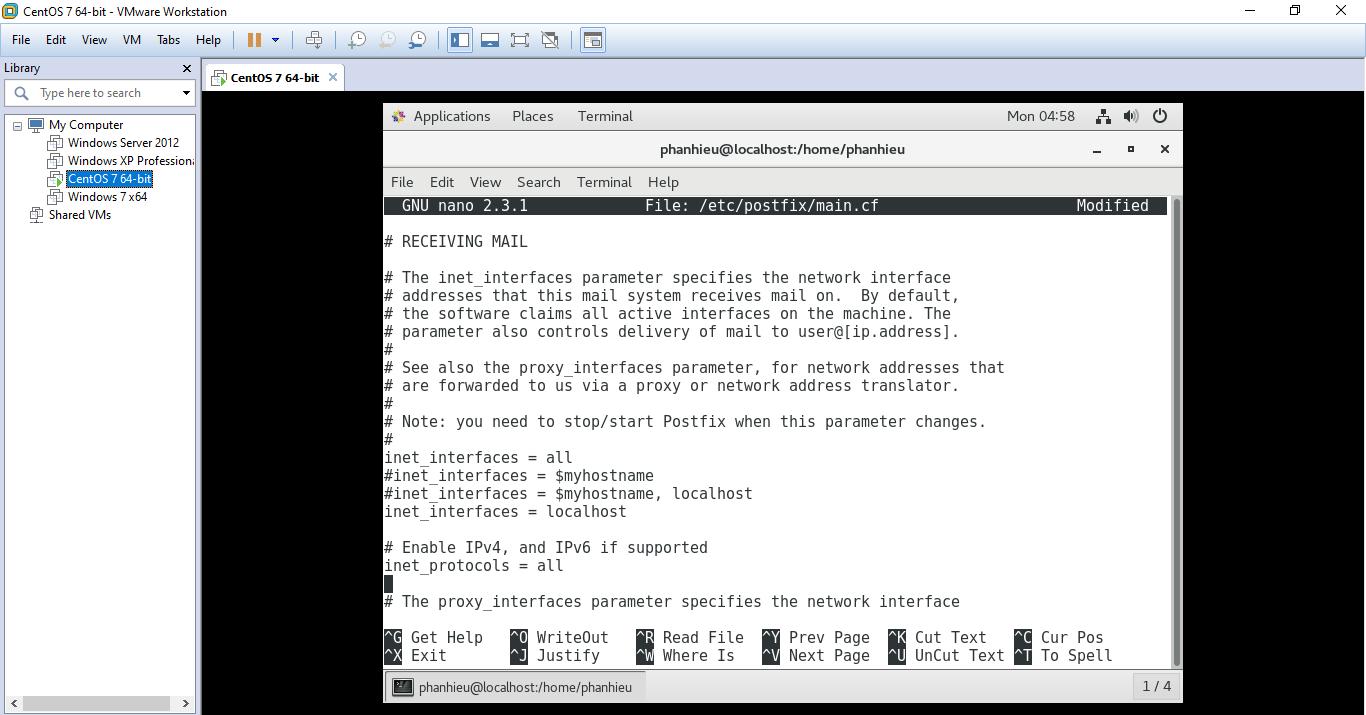 CentOS 7 64-bit - VMware Workstation
File Edit View VM Tabs Help
Library
Type here to search
My Computer
Windows Server 2012
Windows XP Professiona
CentOS 7 64-bit
Windows 7 x64
Shared VMs
CentOS 7 64-bit
Applications Places Terminal Mon 04:58
phanhieu@localhost:/home/phanhieu
File Edit View Search Terminal Help
GNU nano 2.3.1 File: /etc/postfix/main.cf Modified
# RECEIVING MAIL
# The inet_interfaces parameter specifies the network interface
# addresses that this mail system receives mail on.  By default,
# the software claims all active interfaces on the machine. The
# parameter also controls delivery of mail to user@[ip.address].
#
# See also the proxy_interfaces parameter, for network addresses that
# are forwarded to us via a proxy or network address translator.
#
# Note: you need to stop/start Postfix when this parameter changes.
#
inet_interfaces = all
#inet_interfaces = $myhostname
#inet_interfaces = $myhostname, localhost
inet_interfaces = localhost
# Enable IPv4, and IPv6 if supported
inet_protocols = all
# The proxy_interfaces parameter specifies the network interface
^G Get Help ^O WriteOut ^R Read File ^Y Prev Page ^K Cut Text ^C Cur Pos
^X Exit ^J Justify ^W Where Is ^V Next Page ^U UnCut Text ^T To Spell
phanhieu@localhost:/home/phanhieu 1 / 4